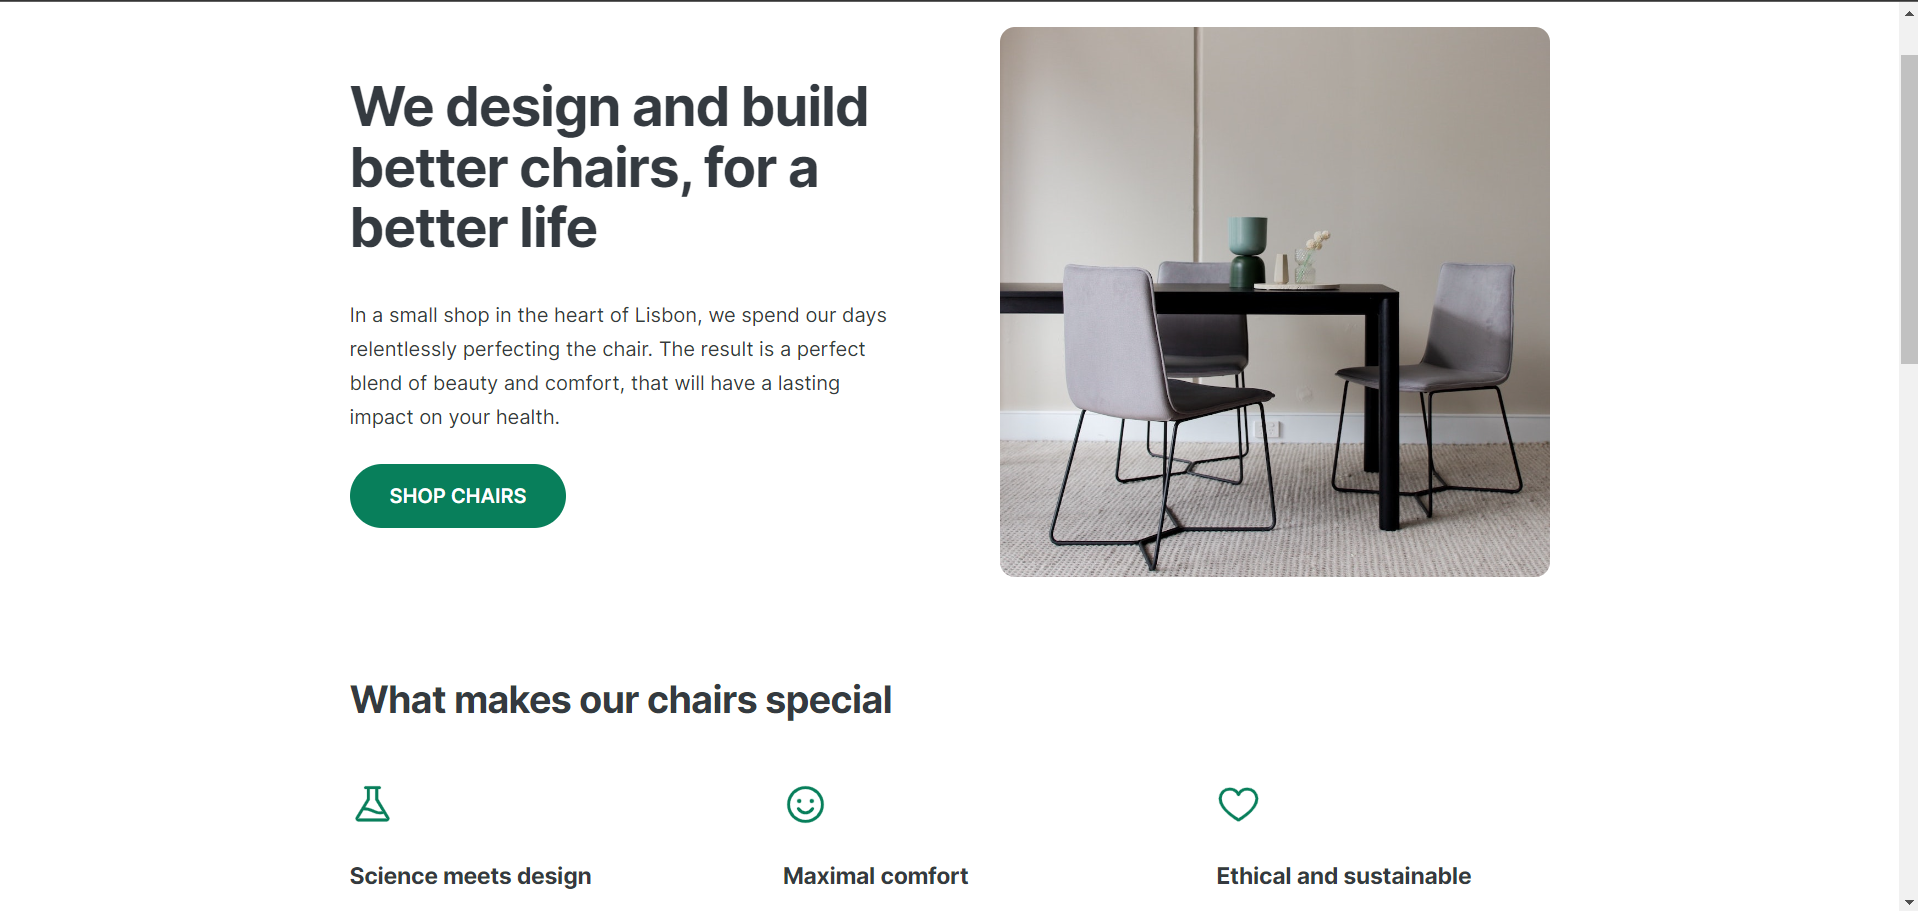 We design and build
better chairs, for a
better life
In a small shop in the heart of Lisbon, we spend our days
relentlessly perfecting the chair. The result is a perfect
blend of beauty and comfort, that will have a lasting
impact on your health.
SHOP CHAIRS
What makes our chairs special
Science meets design
Maximal comfort
Ethical and sustainable